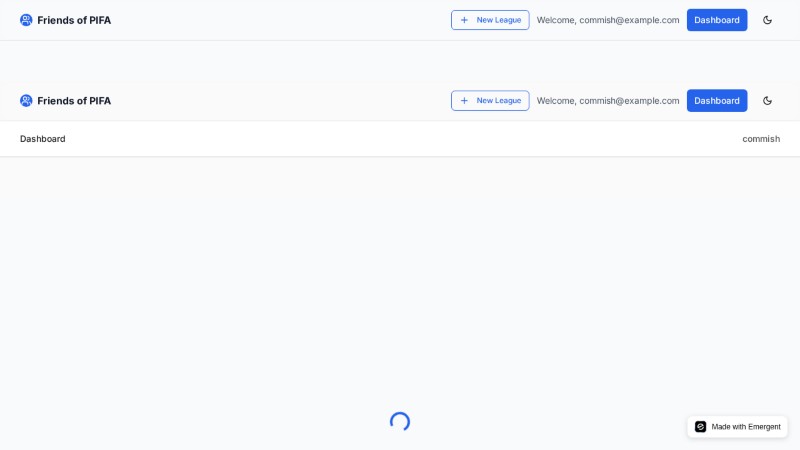 Friends of PIFA
New League
Welcome, commish@example.com
Dashboard
Friends of PIFA
New League
Welcome, commish@example.com
Dashboard
Dashboard
commish
Made with Emergent